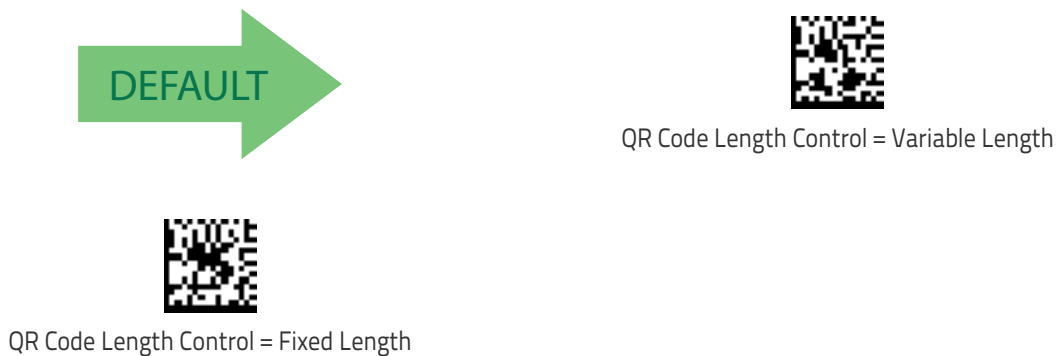 DEFAULT
QR Code Length Control = Variable Length
QR Code Length Control = Fixed Length